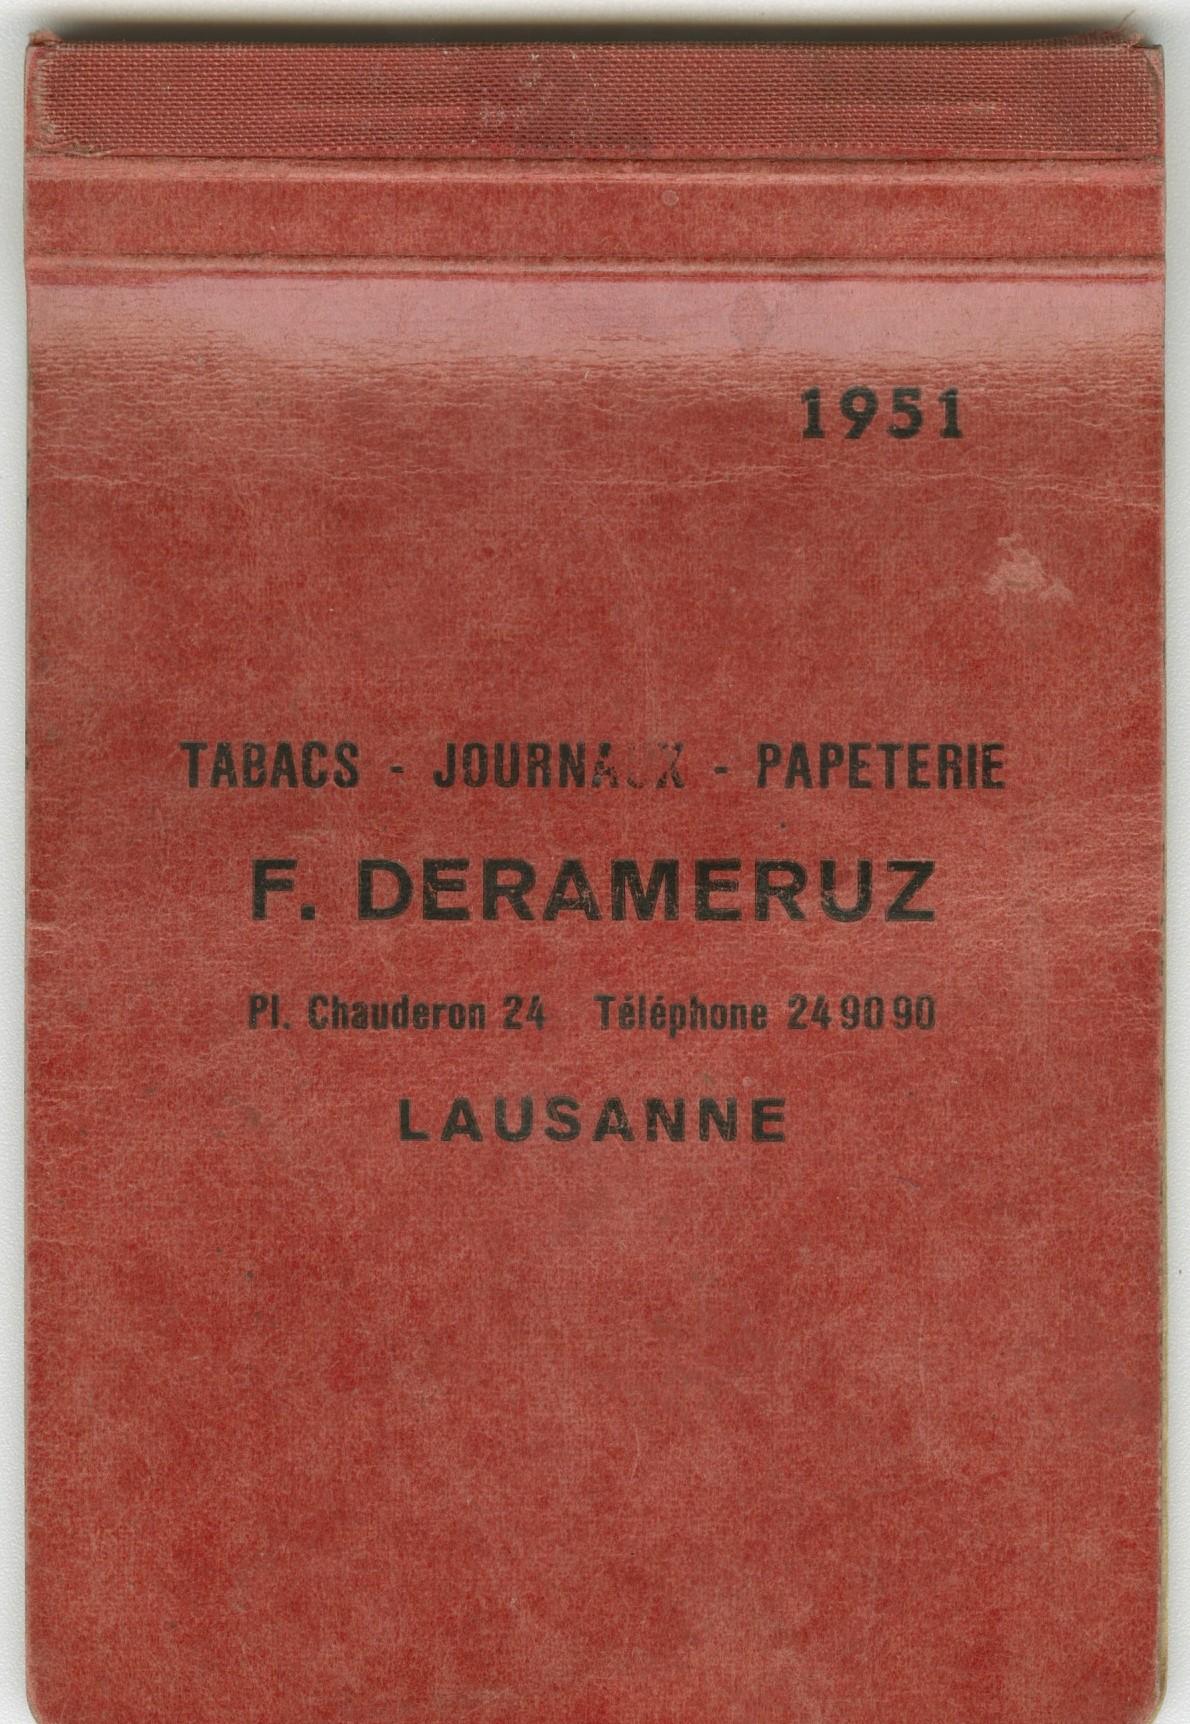 1951
TABACS - JOURNAUX - PAPETERIE
F. DERAMERUZ
Pl. Chauderon 24 Téléphone 24 90 90
LAUSANNE